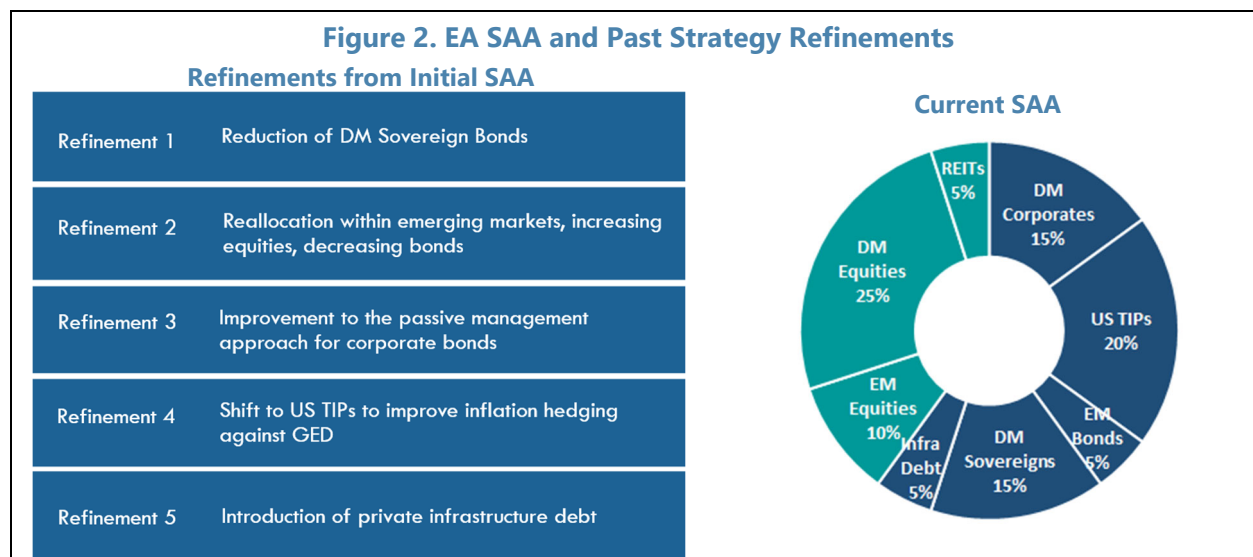 Figure 2. EA SAA and Past Strategy Refinements
Refinements from Initial SAA
Refinement 1
Reduction of DM Sovereign Bonds
Refinement 2
Reallocation within emerging markets, increasing
equities, decreasing bonds
Refinement 3
Improvement to the passive management
approach for corporate bonds
Refinement 4
Shift to US TIPs to improve inflation hedging
against GED
Refinement 5
Introduction of private infrastructure debt
Current SAA
REITs
5%
DM
Corporates
15%
US TIPs
20%
EM
Bonds
5%
DM
Sovereigns
15%
Infra
Debt
5%
EM
Equities
10%
DM
Equities
25%